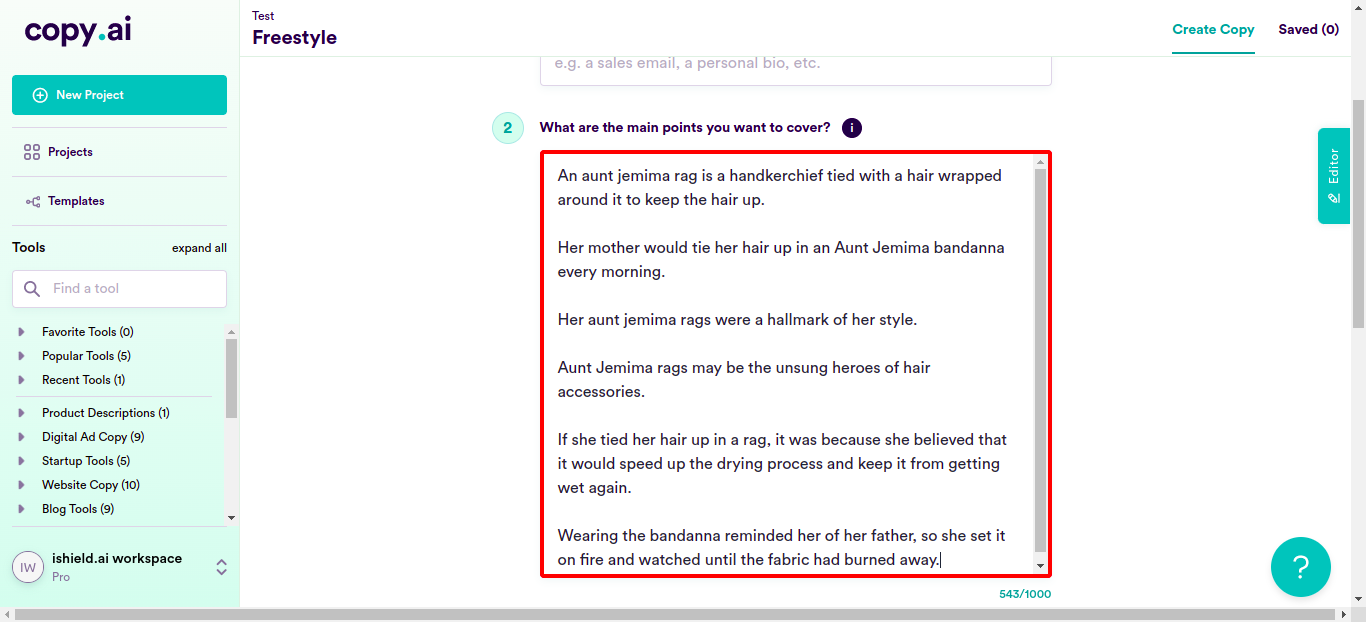 copy.ai
Test
Freestyle
Create Copy
Saved (0)
New Project
Projects
Templates
Tools
expand all
Find a tool
Favorite Tools (0)
Popular Tools (5)
Recent Tools (1)
Product Descriptions (1)
Digital Ad Copy (9)
Startup Tools (5)
Website Copy (10)
Blog Tools (9)
IW
ishield.ai workspace
Pro
e.g. a sales email, a personal bio, etc.
2
What are the main points you want to cover?
i
An aunt jemima rag is a handkerchief tied with a hair wrapped
around it to keep the hair up.
Her mother would tie her hair up in an Aunt Jemima bandanna
every morning.
Her aunt jemima rags were a hallmark of her style.
Aunt Jemima rags may be the unsung heroes of hair
accessories.
If she tied her hair up in a rag, it was because she believed that
it would speed up the drying process and keep it from getting
wet again.
Wearing the bandanna reminded her of her father, so she set it
on fire and watched until the fabric had burned away.
543/1000
Editor
?